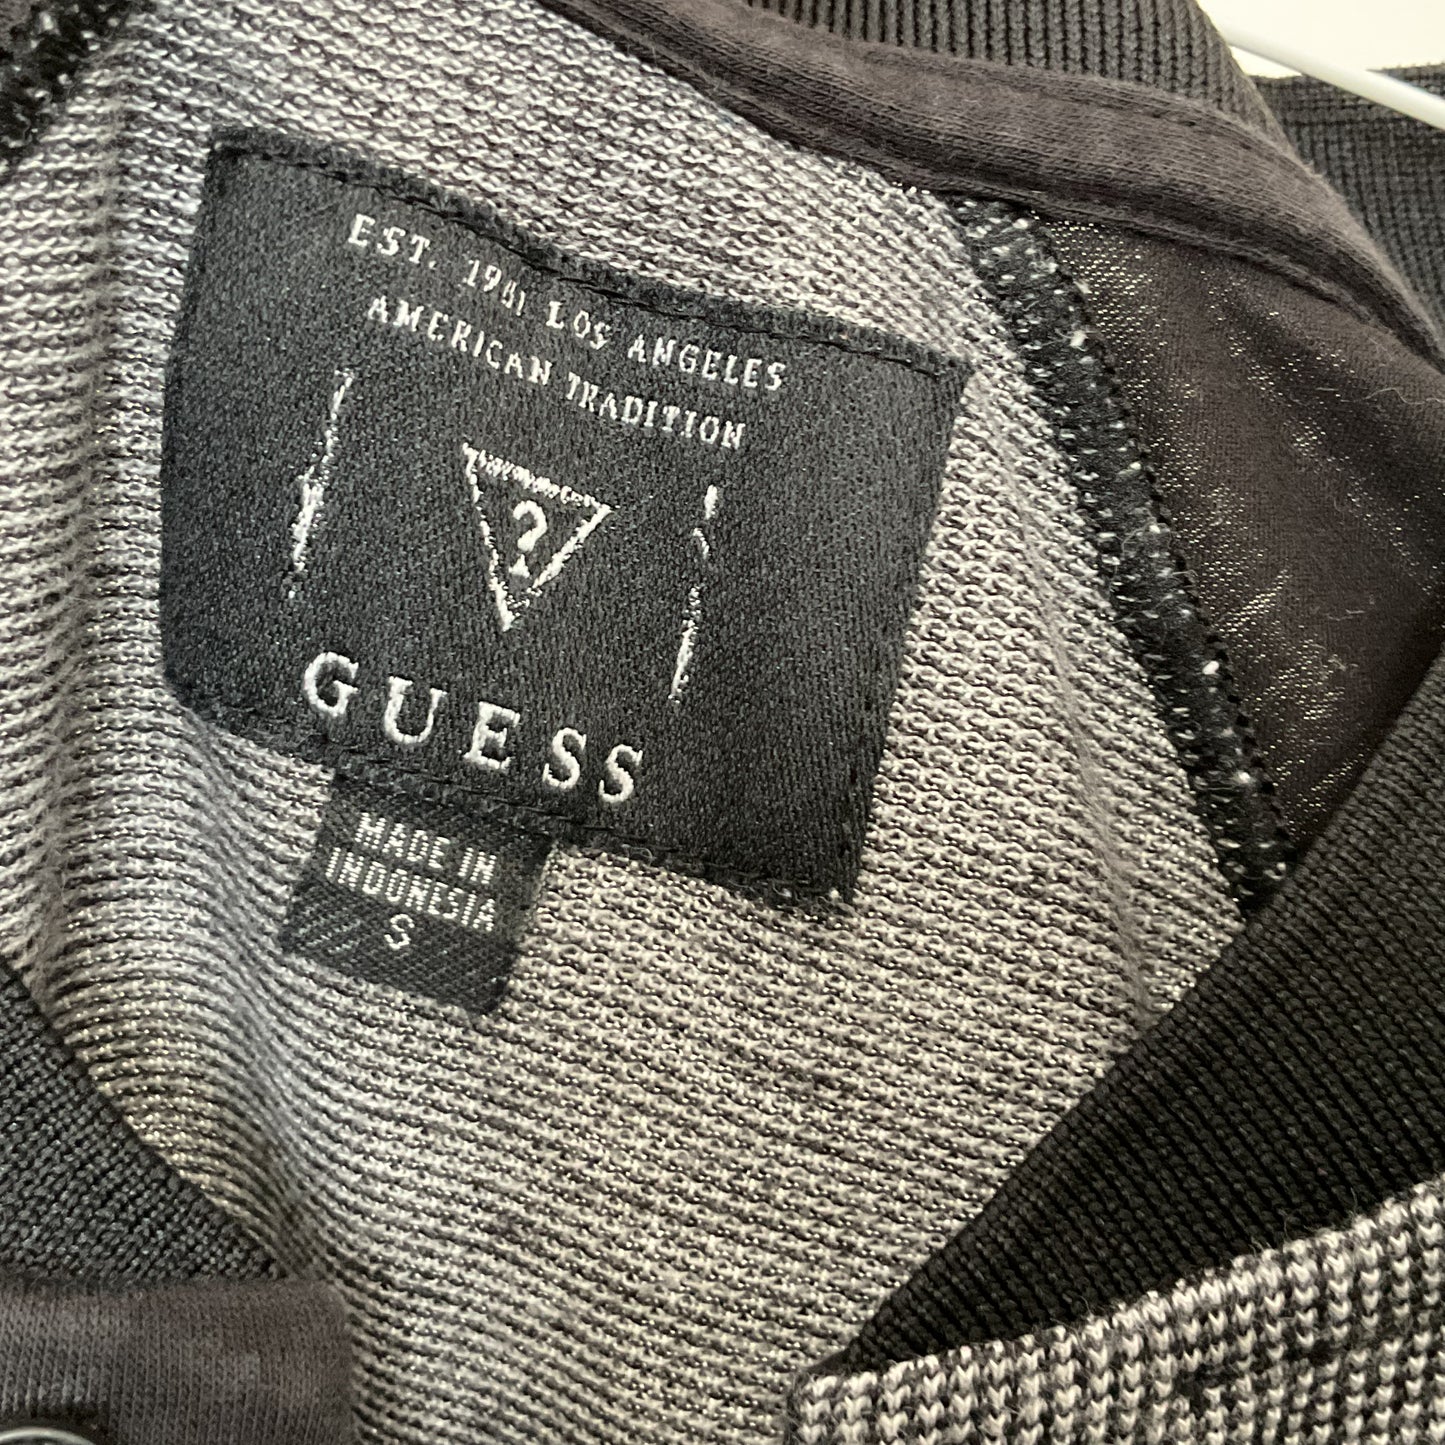 EST. 1981 LOS ANGELES
AMERICAN TRADITION
?
GUESS
MADE IN
INDONESIA
S